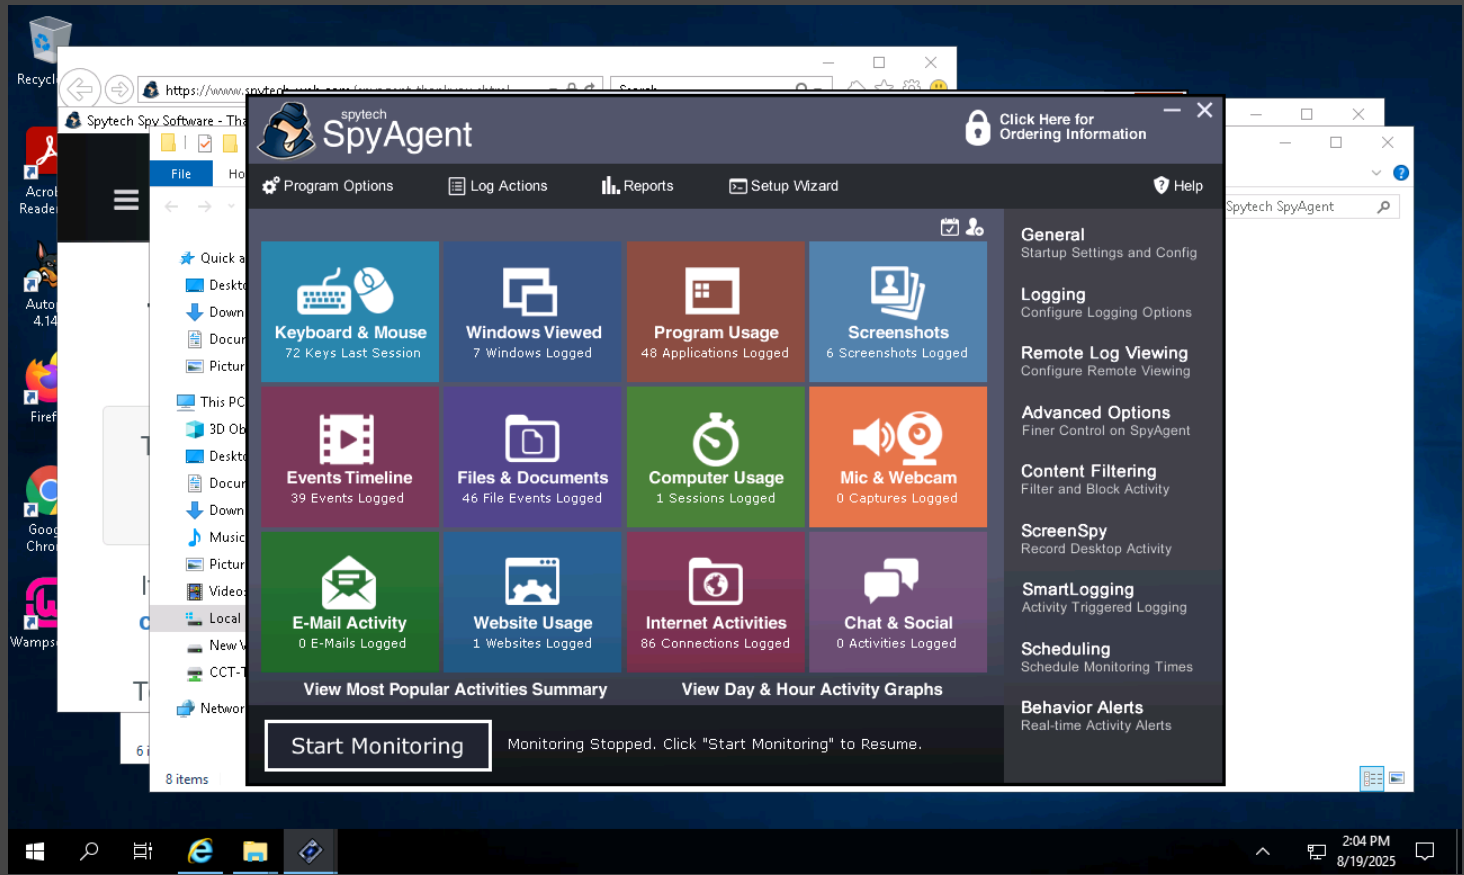 Recycl
https://www.spytech-web.com/spyagent-thankyou.shtml
Search...
Spytech Spy Software - Tha
File
Ho
Acrob
Reade
Auto
4.14
Firef
Goog
Chro
Wamps
Quick a
Deskto
Down
Docur
Pictur
This PC
3D Ob
Deskto
Docur
Down
Music
Pictur
Video:
Local
New V
CCT-T
Networ
8 items
6 i
spytech
SpyAgent
Click Here for
Ordering Information
Program Options
Log Actions
Reports
Setup Wizard
Help
Spytech SpyAgent
Keyboard & Mouse
72 Keys Last Session
Windows Viewed
7 Windows Logged
Program Usage
48 Applications Logged
Screenshots
6 Screenshots Logged
Events Timeline
39 Events Logged
Files & Documents
46 File Events Logged
Computer Usage
1 Sessions Logged
Mic & Webcam
0 Captures Logged
E-Mail Activity
0 E-Mails Logged
Website Usage
1 Websites Logged
Internet Activities
86 Connections Logged
Chat & Social
0 Activities Logged
View Most Popular Activities Summary
View Day & Hour Activity Graphs
Start Monitoring
Monitoring Stopped. Click "Start Monitoring" to Resume.
General
Startup Settings and Config
Logging
Configure Logging Options
Remote Log Viewing
Configure Remote Viewing
Advanced Options
Finer Control on SpyAgent
Content Filtering
Filter and Block Activity
ScreenSpy
Record Desktop Activity
SmartLogging
Activity Triggered Logging
Scheduling
Schedule Monitoring Times
Behavior Alerts
Real-time Activity Alerts
2:04 PM
8/19/2025